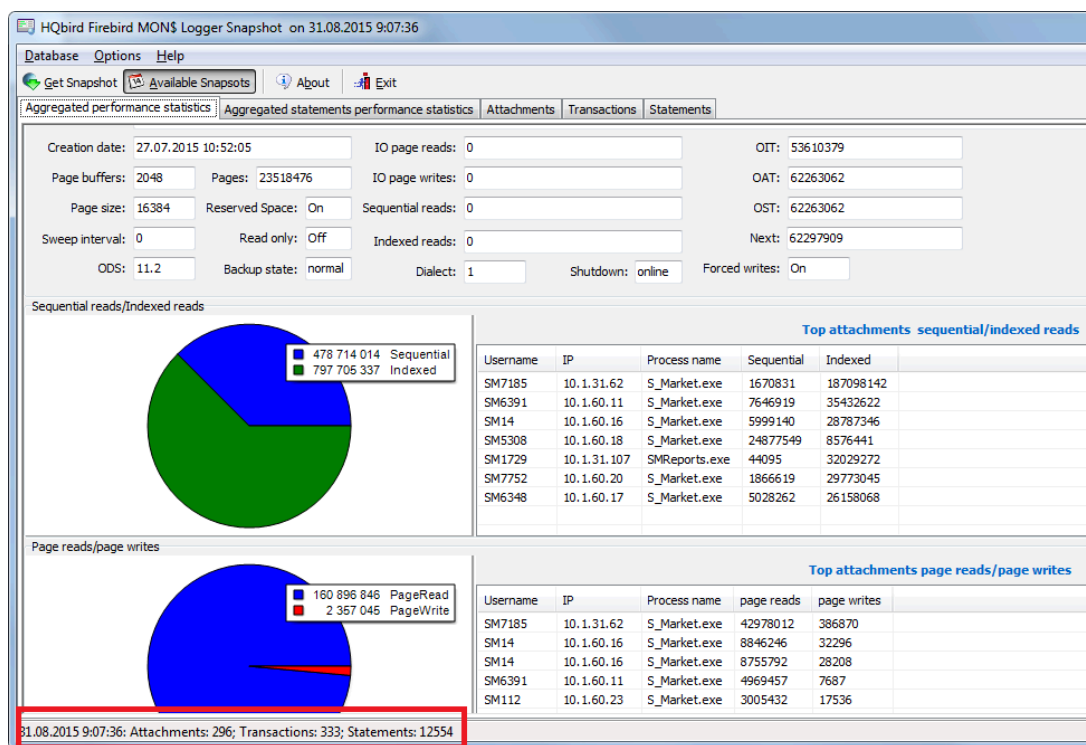 HQbird Firebird MON$ Logger Snapshot on 31.08.2015 9:07:36
Database Options Help
Get Snapshot Available Snapsots About Exit
Aggregated performance statistics Aggregated statements performance statistics Attachments Transactions Statements
Creation date: 27.07.2015 10:52:05 IO page reads: 0 OIT: 53610379
Page buffers: 2048 Pages: 23518476 IO page writes: 0 OAT: 62263062
Page size: 16384 Reserved Space: On Sequential reads: 0 OST: 62263062
Sweep interval: 0 Read only: Off Indexed reads: 0 Next: 62297909
ODS: 11.2 Backup state: normal Dialect: 1 Shutdown: online Forced writes: On
Sequential reads/Indexed reads
478 714 014 Sequential
797 705 337 Indexed
Top attachments sequential/indexed reads
Username IP Process name Sequential Indexed
SM7185 10.1.31.62 S_Market.exe 1670831 187098142
SM6391 10.1.60.11 S_Market.exe 7646919 35432622
SM14 10.1.60.16 S_Market.exe 5999140 28787346
SM5308 10.1.60.18 S_Market.exe 24877549 8576441
SM1729 10.1.31.107 SMReports.exe 44095 32029272
SM7752 10.1.60.20 S_Market.exe 1866619 29773045
SM6348 10.1.60.17 S_Market.exe 5028262 26158068
Page reads/page writes
160 896 846 PageRead
2 357 045 PageWrite
Top attachments page reads/page writes
Username IP Process name page reads page writes
SM7185 10.1.31.62 S_Market.exe 42978012 386870
SM14 10.1.60.16 S_Market.exe 8846246 32296
SM14 10.1.60.16 S_Market.exe 8755792 28208
SM6391 10.1.60.11 S_Market.exe 4969457 7687
SM112 10.1.60.23 S_Market.exe 3005432 17536
31.08.2015 9:07:36: Attachments: 296; Transactions: 333; Statements: 12554